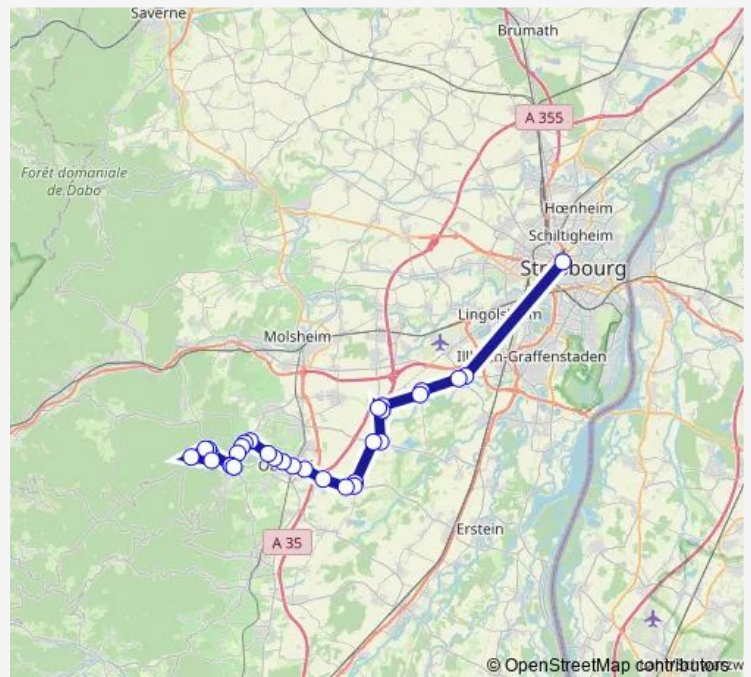 Saverne
Brumath
A 355
Forêt domaniale
de Dabo
Hœnheim
Schiltigheim
Molsheim
A 35
Erstein
© OpenStreetMap contributors